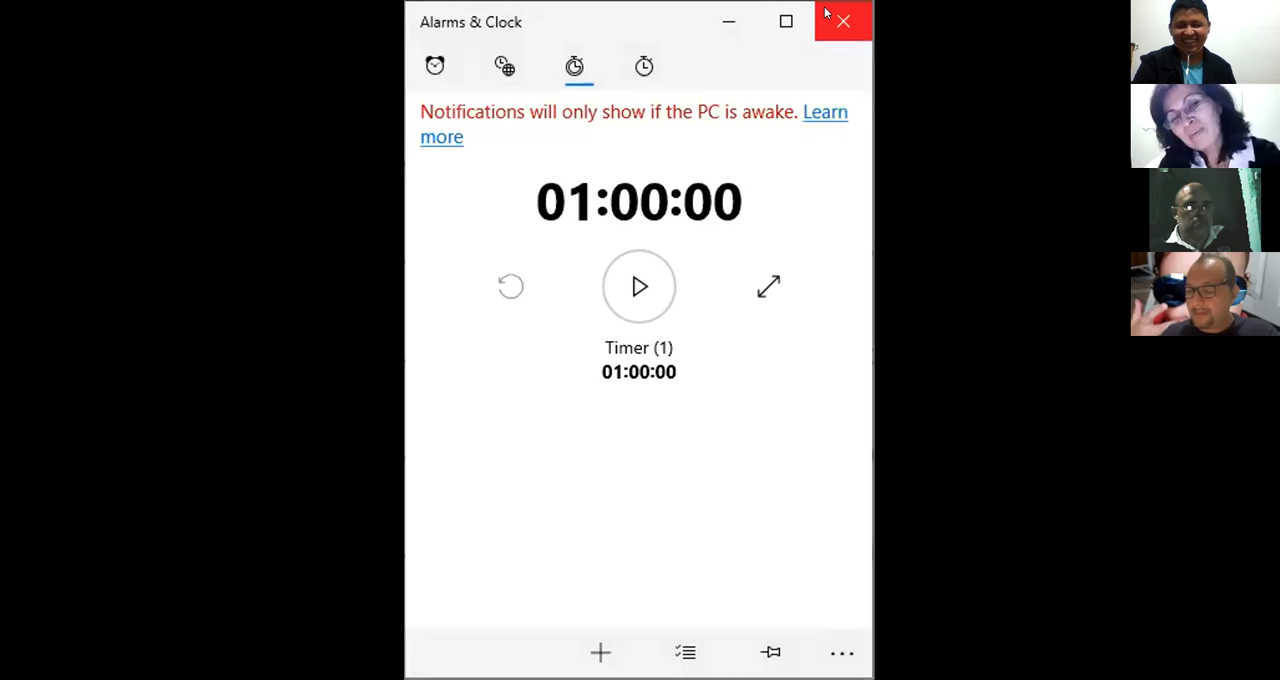 Alarms & Clock
Notifications will only show if the PC is awake. Learn
more
01:00:00
Timer (1)
01:00:00